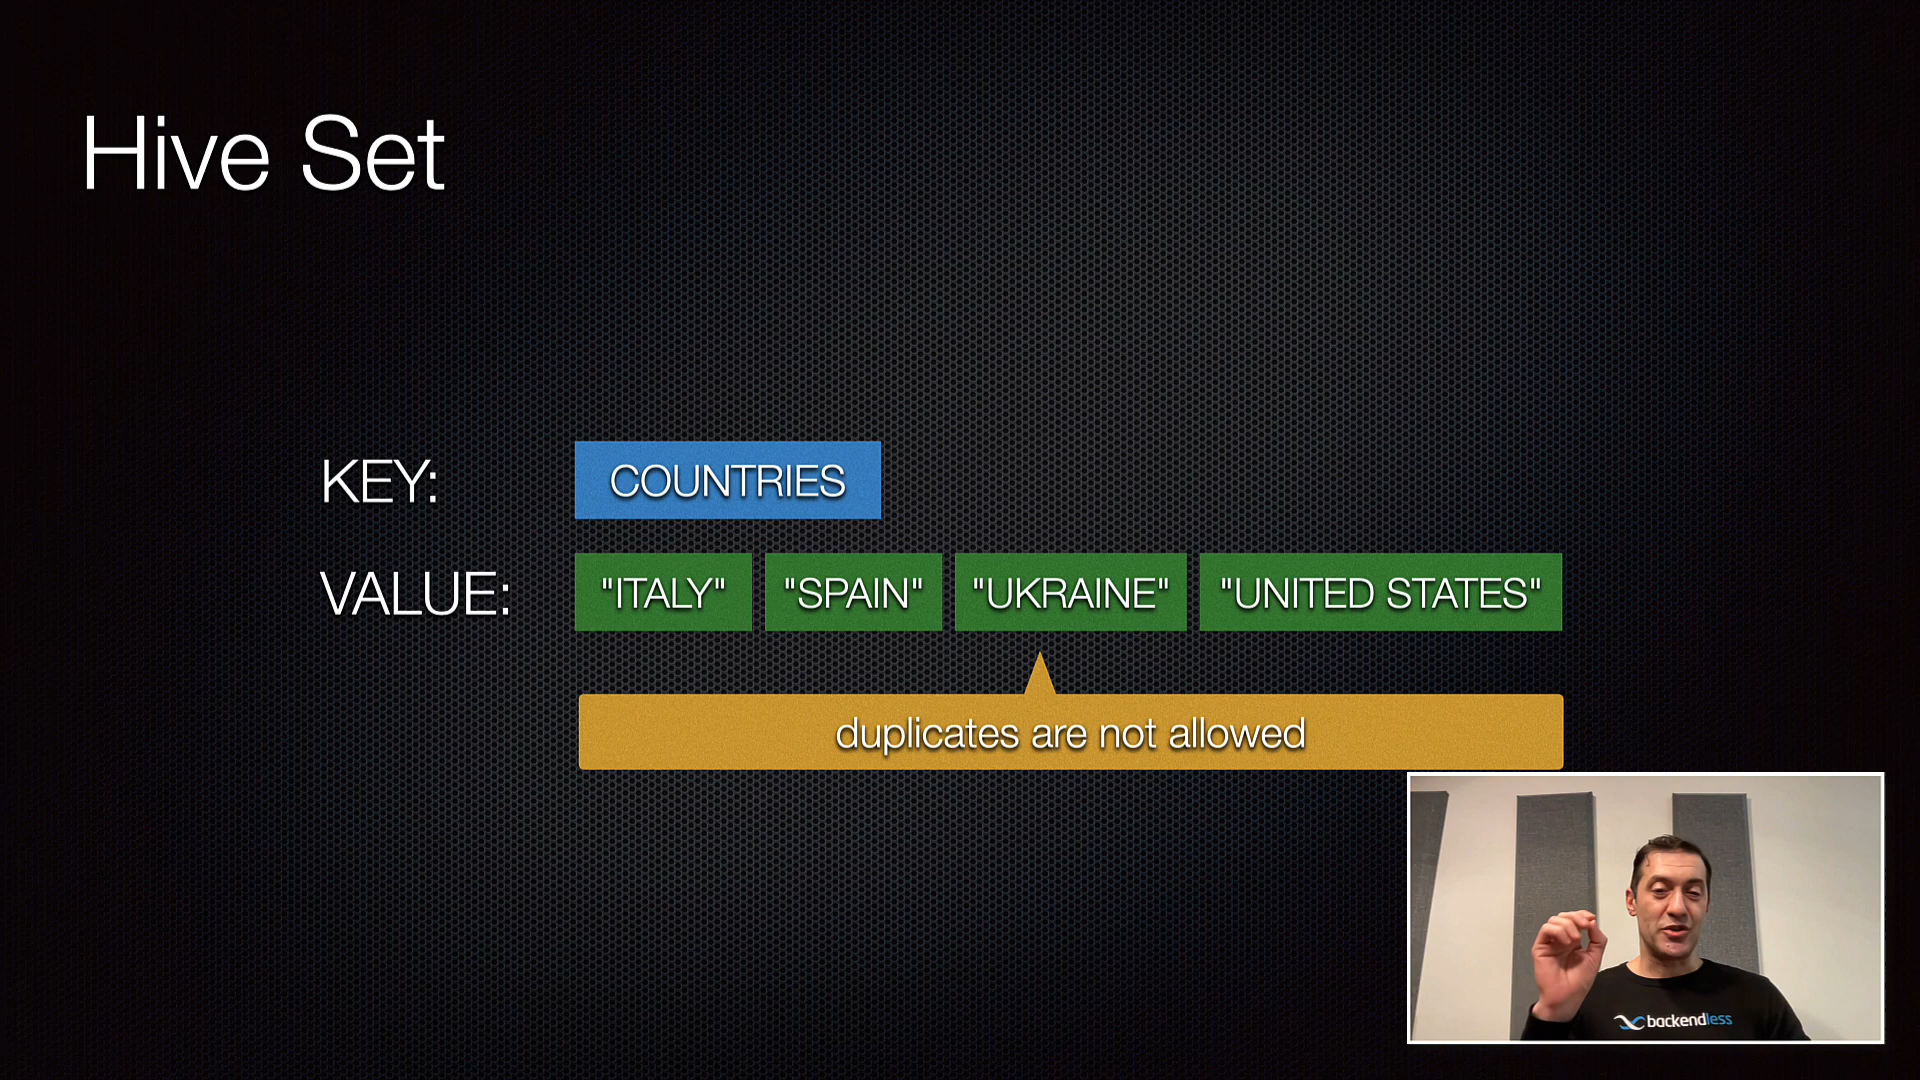 Hive Set
KEY: COUNTRIES
VALUE: "ITALY" "SPAIN" "UKRAINE" "UNITED STATES"
duplicates are not allowed
backendless